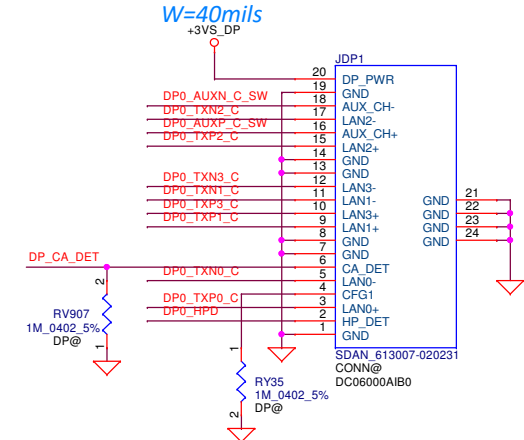 W=40mils
+3VS_DP
JDP1
20 DP_PWR
19 GND
DP0_AUXN_C_SW 18 AUX_CH-
DP0_TXN2_C 17 LAN2-
DP0_AUXP_C_SW 16 AUX_CH+
DP0_TXP2_C 15 LAN2+
14 GND
13 GND
DP0_TXN3_C 12 LAN3-
DP0_TXN1_C 11 LAN1- GND 21
DP0_TXP3_C 10 LAN3+ GND 22
DP0_TXP1_C 9 LAN1+ GND 23
8 GND GND 24
7 GND
DP_CA_DET 6 CA_DET
DP0_TXN0_C 5 LAN0-
4 CFG1
DP0_TXP0_C 3 LAN0+
DP0_HPD 2 HP_DET
1 GND
2
RV907
1M_0402_5%
DP@
1
SDAN_613007-020231
CONN@
DC06000AIB0
1
RY35
1M_0402_5%
DP@
2